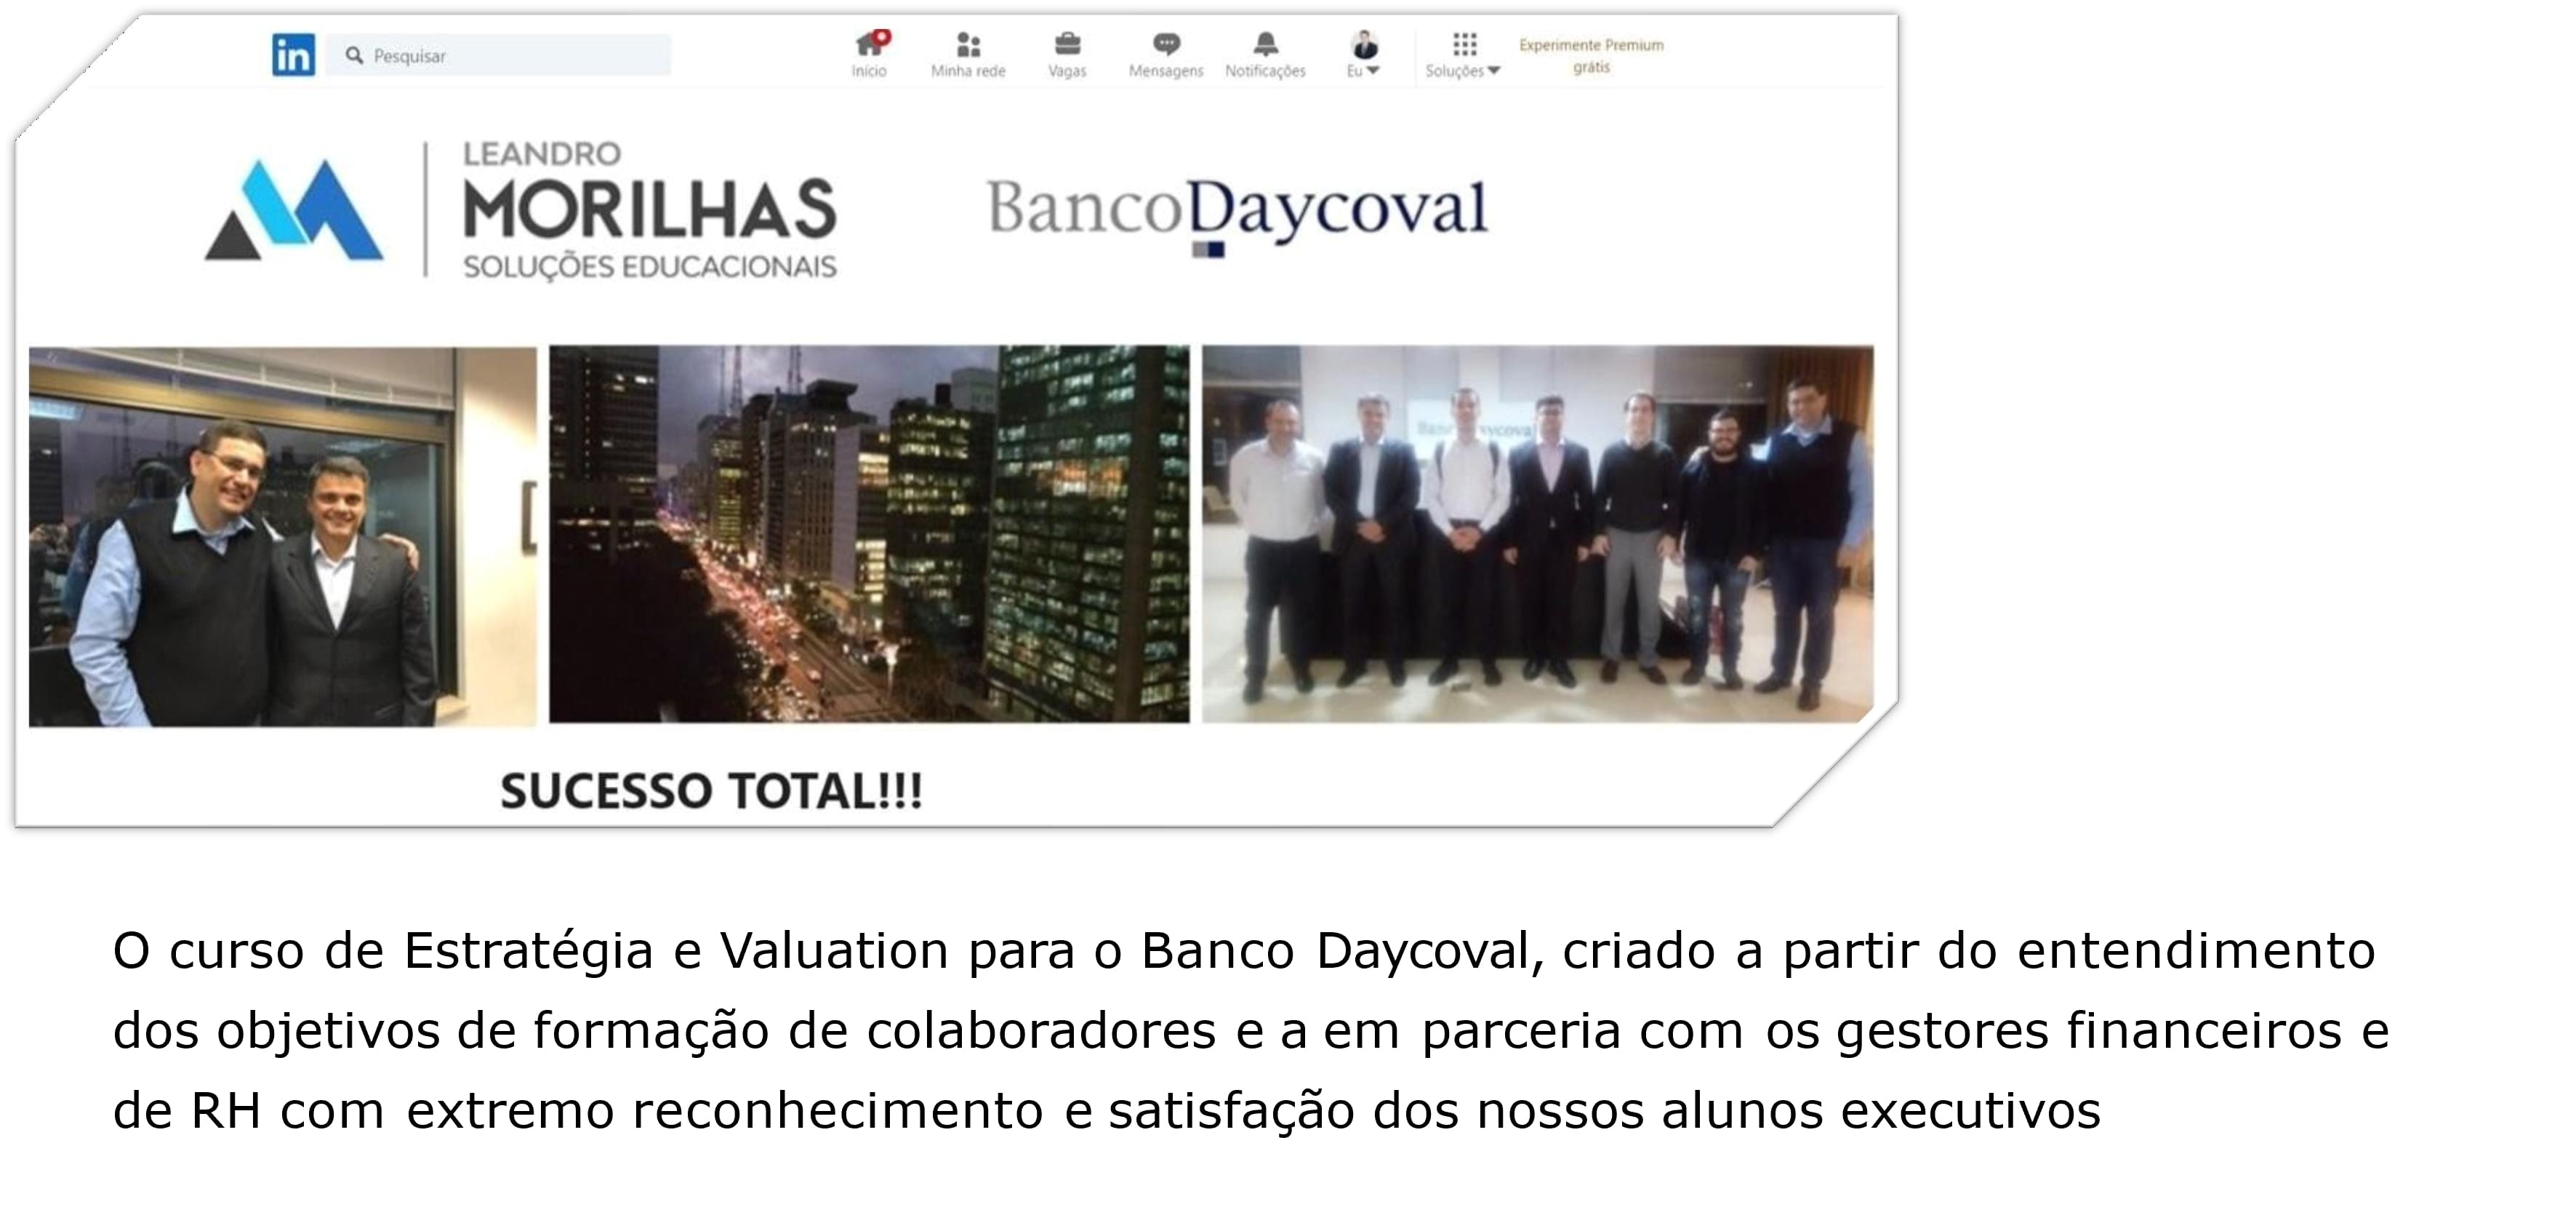 in
Pesquisar
Início
Minha rede
Vagas
Mensagens
Notificações
Eu
Soluções
Experimente Premium
grátis
LEANDRO
MORILHAS
SOLUÇÕES EDUCACIONAIS
BancoDaycoval
SUCESSO TOTAL!!!
O curso de Estratégia e Valuation para o Banco Daycoval, criado a partir do entendimento
dos objetivos de formação de colaboradores e a em parceria com os gestores financeiros e
de RH com extremo reconhecimento e satisfação dos nossos alunos executivos